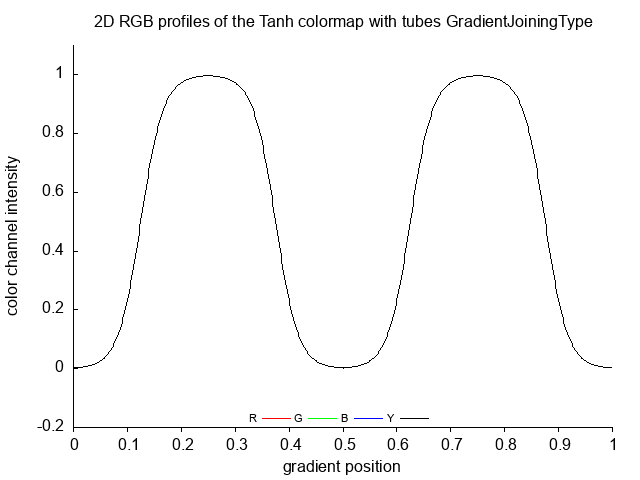 2D RGB profiles of the Tanh colormap with tubes GradientJoiningType
1
0.8
0.6
0.4
0.2
0
-0.2
color channel intensity
R G B Y
0 0.1 0.2 0.3 0.4 0.5 0.6 0.7 0.8 0.9 1
gradient position